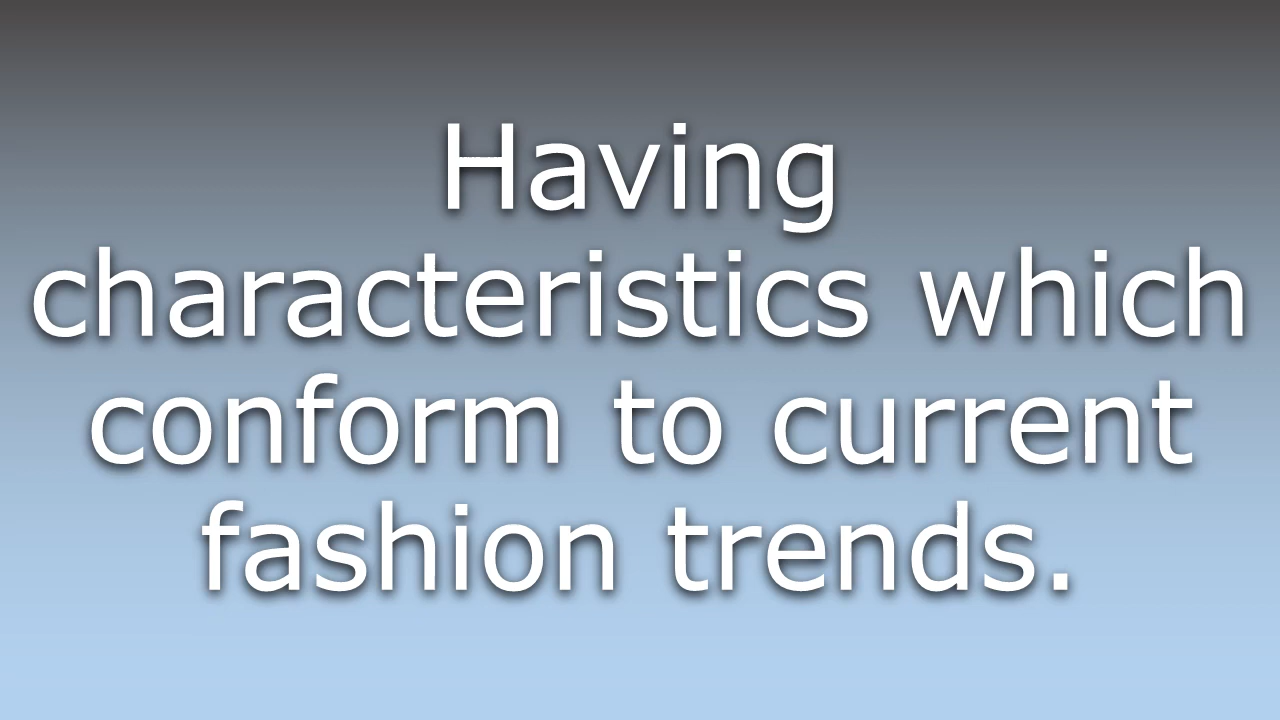 Having
characteristics which
conform to current
fashion trends.